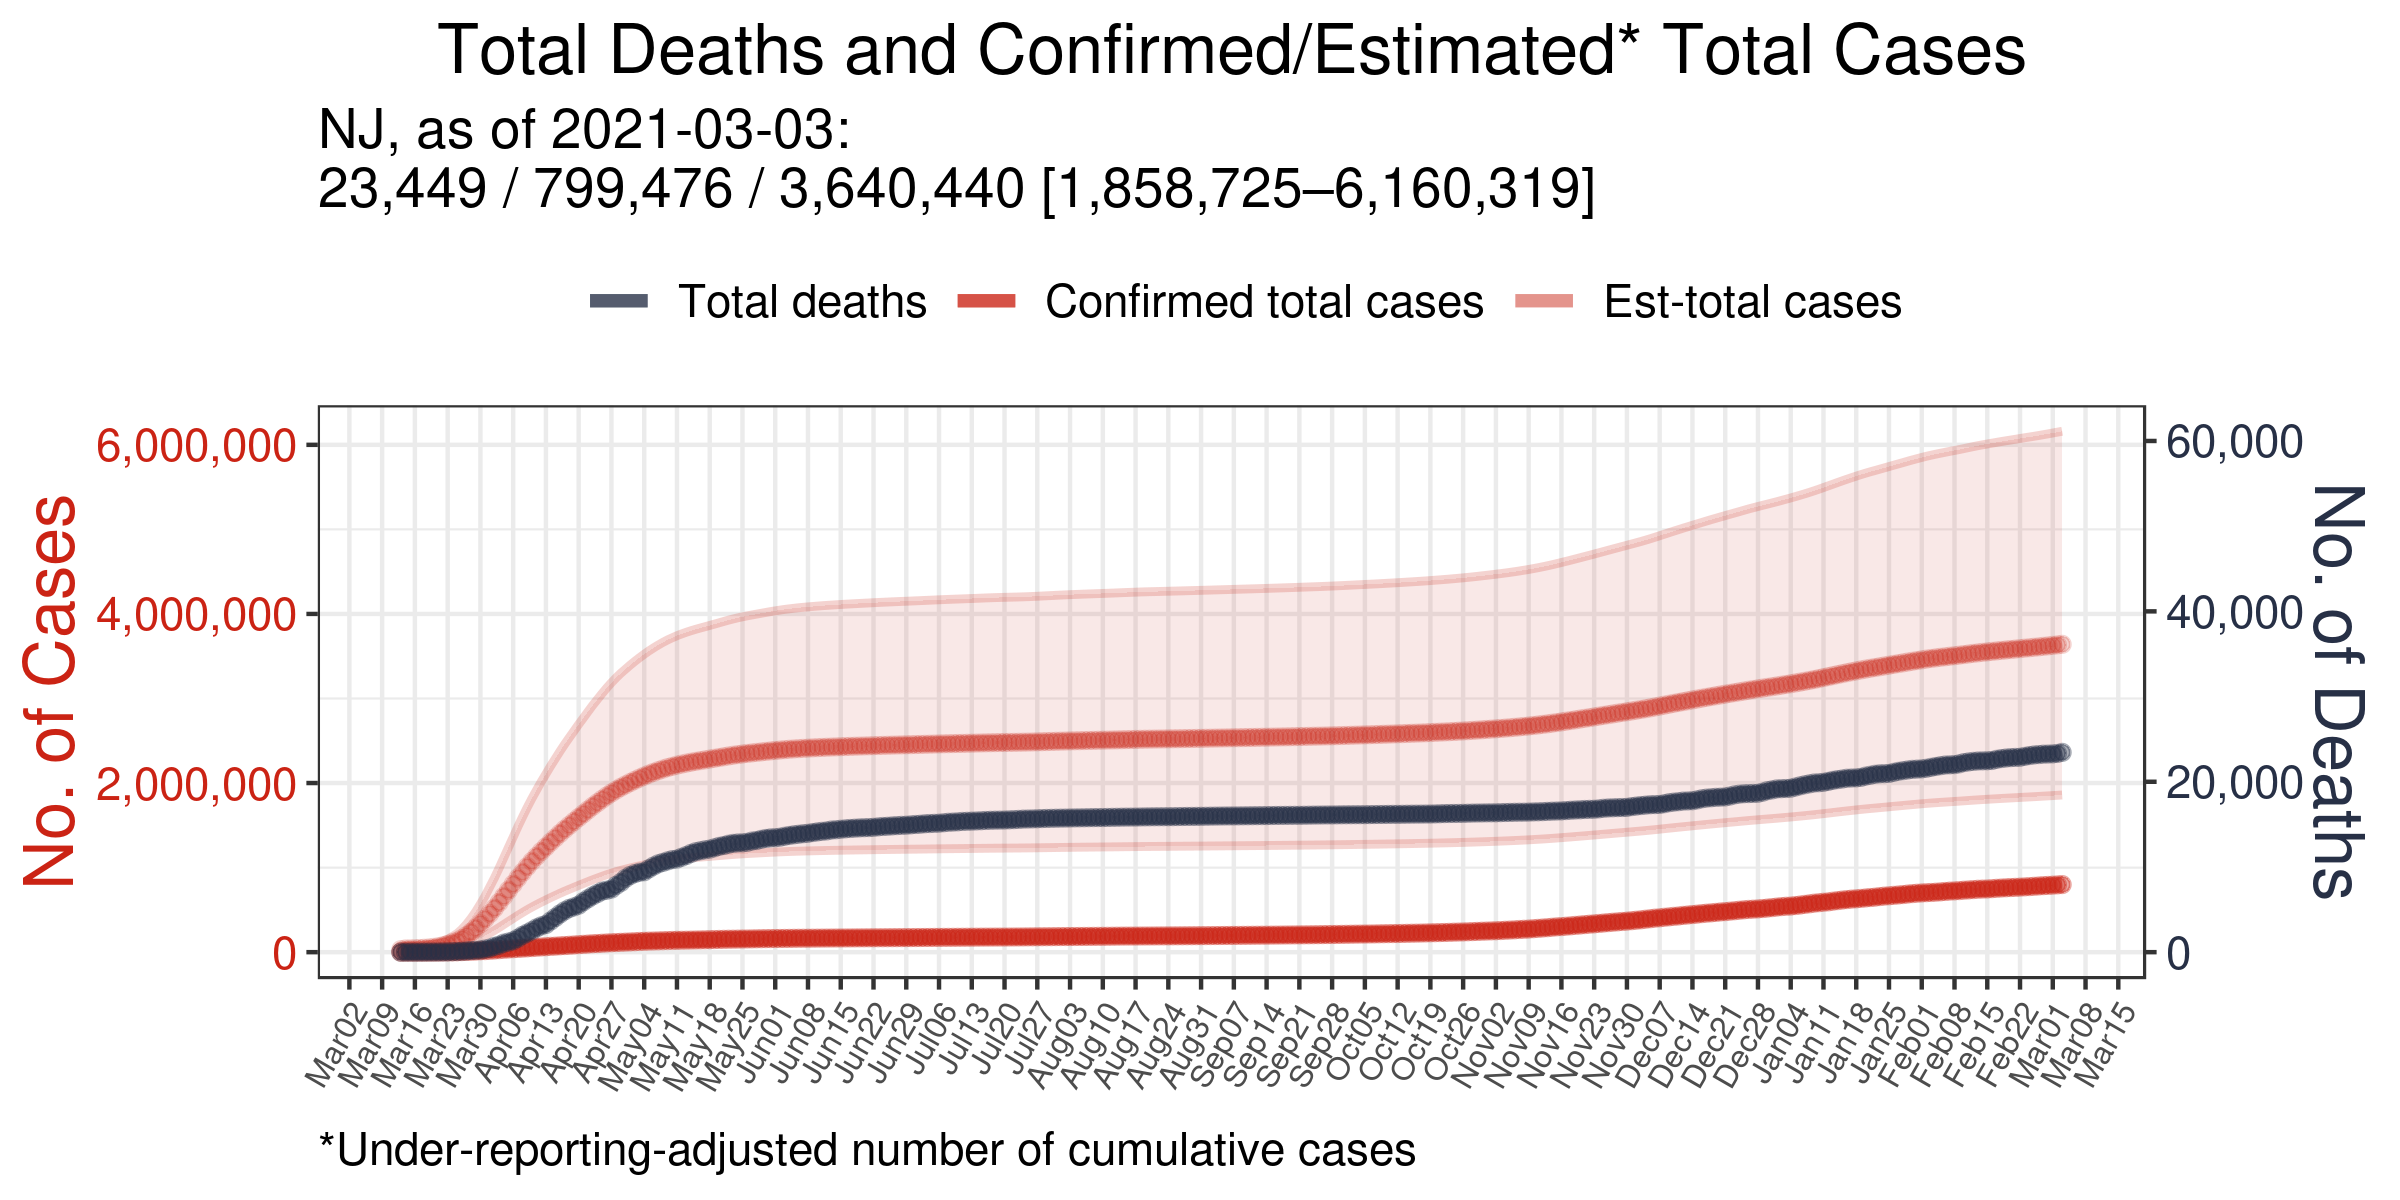 Total Deaths and Confirmed/Estimated* Total Cases
NJ, as of 2021-03-03:
23,449 / 799,476 / 3,640,440 [1,858,725–6,160,319]
Total deaths
Confirmed total cases
Est-total cases
No. of Cases
6,000,000
4,000,000
2,000,000
0
60,000
40,000
20,000
0
No. of Deaths
Mar02
Mar09
Mar16
Mar23
Mar30
Apr06
Apr13
Apr20
Apr27
May04
May11
May18
May25
Jun01
Jun08
Jun15
Jun22
Jun29
Jul06
Jul13
Jul20
Jul27
Aug03
Aug10
Aug17
Aug24
Aug31
Sep07
Sep14
Sep21
Sep28
Oct05
Oct12
Oct19
Oct26
Nov02
Nov09
Nov16
Nov23
Nov30
Dec07
Dec14
Dec21
Dec28
Jan04
Jan11
Jan18
Jan25
Feb01
Feb08
Feb15
Feb22
Mar01
Mar08
Mar15
*Under-reporting-adjusted number of cumulative cases